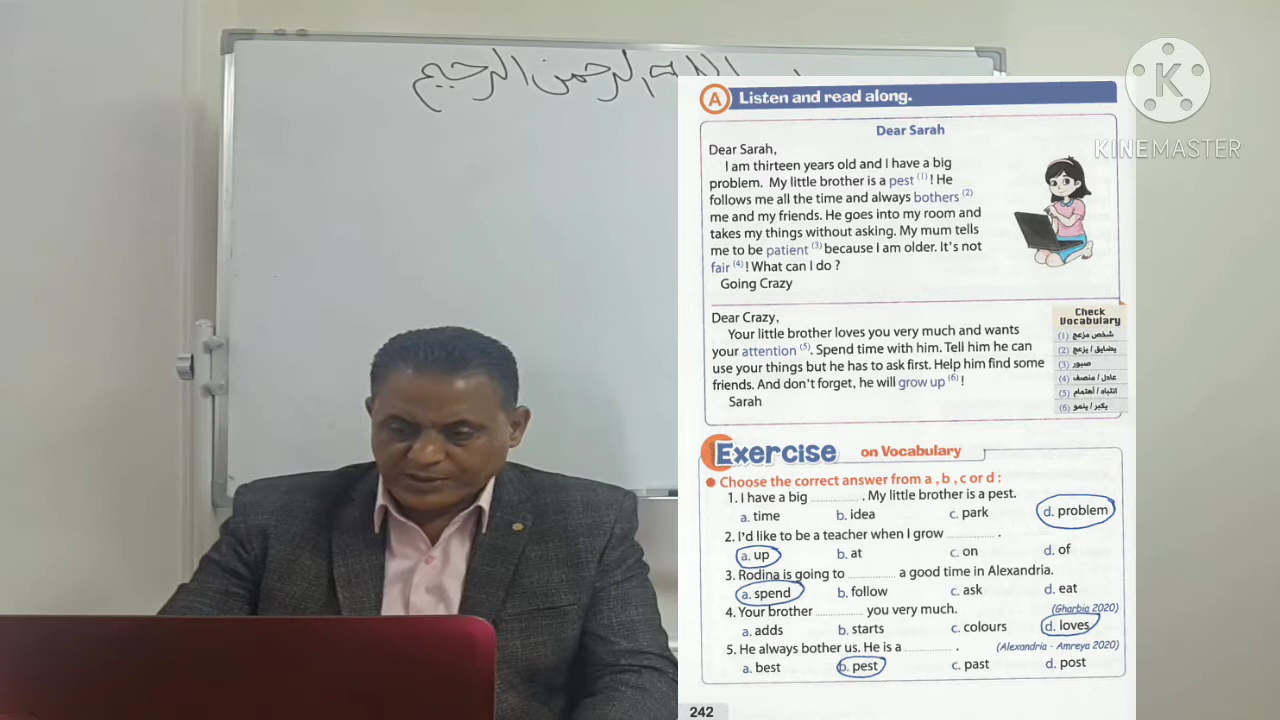 بسم الله الرحمن الرحيم
K
KINEMASTER
A Listen and read along.
Dear Sarah
Dear Sarah,
I am thirteen years old and I have a big
problem. My little brother is a pest (1) ! He
follows me all the time and always bothers (2)
me and my friends. He goes into my room and
takes my things without asking. My mum tells
me to be patient (3) because I am older. It's not
fair (4) ! What can I do ?
Going Crazy
Dear Crazy,
Your little brother loves you very much and wants
your attention (5). Spend time with him. Tell him he can
use your things but he has to ask first. Help him find some
friends. And don't forget, he will grow up (6) !
Sarah
Check
Vocabulary
(1) شخص مزعج
(2) يضايق / يزعج
(3) صبور
(4) عادل / منصف
(5) انتباه / اهتمام
(6) يكبر / ينمو
Exercise on Vocabulary
Choose the correct answer from a , b , c or d :
1. I have a big ............ . My little brother is a pest.
a. time b. idea c. park d. problem
2. I'd like to be a teacher when I grow ............ .
a. up b. at c. on d. of
3. Rodina is going to ............ a good time in Alexandria.
a. spend b. follow c. ask d. eat
4. Your brother ............ you very much. (Gharbia 2020)
a. adds b. starts c. colours d. loves
5. He always bother us. He is a ............ . (Alexandria - Amreya 2020)
a. best b. pest c. past d. post
242